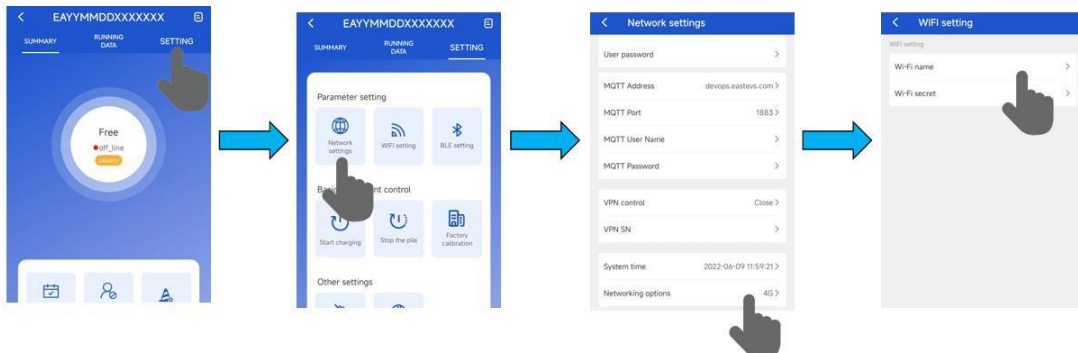 EAYYMMDDXXXXXXX
SUMMARY
RUNNING
DATA
SETTING
Free
off_line
EAYYMMDDXXXXXXX
SUMMARY
RUNNING
DATA
SETTING
Parameter setting
Network
settings
WIFI setting
BLE setting
nt control
Start charging
Stop the pile
Factory
calibration
Other settings
Network settings
User password
MQTT Address
devops.eastevs.com
MQTT Port
1883
MQTT User Name
MQTT Password
VPN control
Close
VPN SN
System time
2022-06-09 11:59:21
Networking options
4G
WIFI setting
WIFI setting
Wi-Fi name
Wi-Fi secret